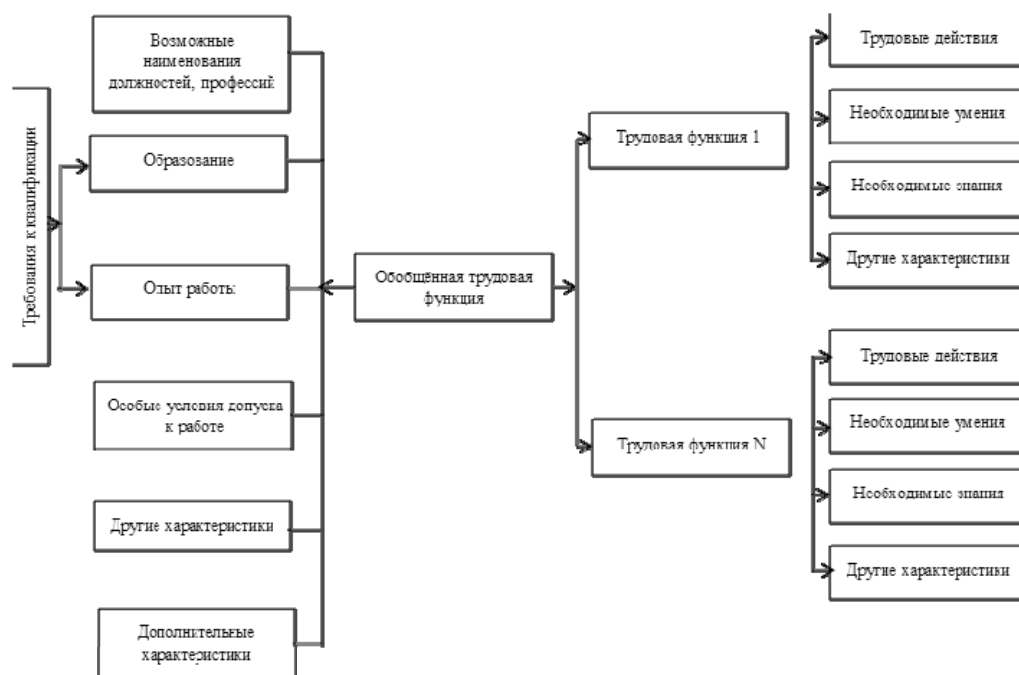 Требования к квалификации
Возможные
наименования
должностей, профессий
Образование
Опыт работы:
Особые условия допуска
к работе
Другие характеристики
Дополнительные
характеристики
Обобщённая трудовая
функция
Трудовая функция 1
Трудовая функция N
Трудовые действия
Необходимые умения
Необходимые знания
Другие характеристики
Трудовые действия
Необходимые умения
Необходимые знания
Другие характеристики